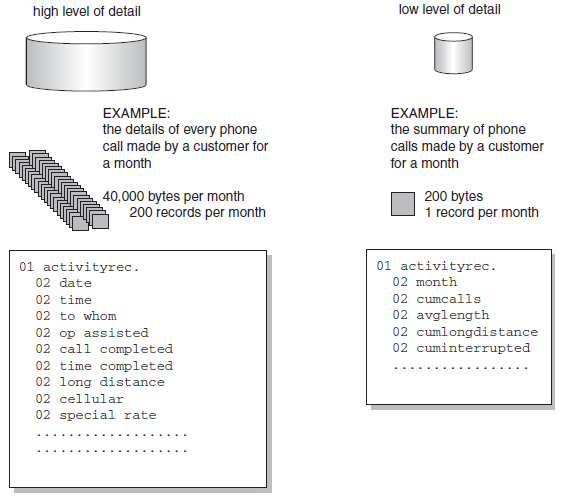 high level of detail
EXAMPLE:
the details of every phone
call made by a customer for
a month
40,000 bytes per month
200 records per month
01 activityrec.
02 date
02 time
02 to whom
02 op assisted
02 call completed
02 time completed
02 long distance
02 cellular
02 special rate
...................
...................
low level of detail
EXAMPLE:
the summary of phone
calls made by a customer
for a month
200 bytes
1 record per month
01 activityrec.
02 month
02 cumcalls
02 avglength
02 cumlongdistance
02 cuminterrupted
.................